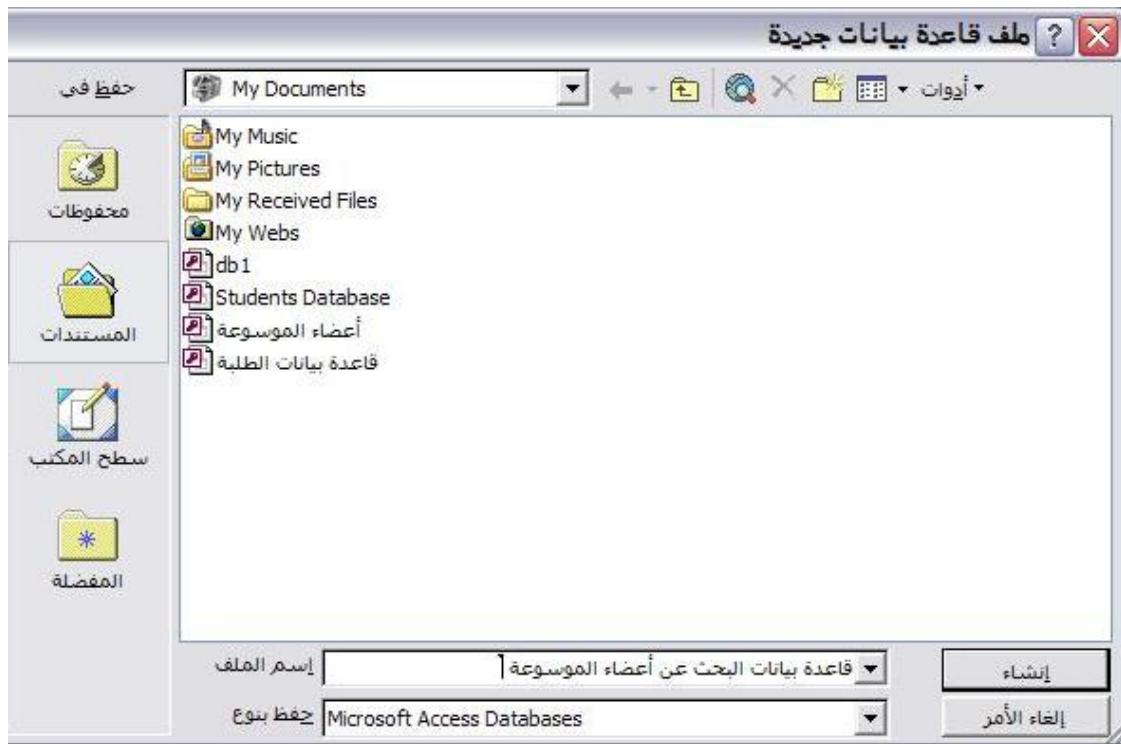 ملف قاعدة بيانات جديدة
حفظ في
My Documents
أدوات
My Music
My Pictures
My Received Files
My Webs
db1
Students Database
أعضاء الموسوعة
قاعدة بيانات الطلبة
محفوظات
المستندات
سطح المكتب
المفضلة
إسم الملف
قاعدة بيانات البحث عن أعضاء الموسوعة
إنشاء
حفظ بنوع
Microsoft Access Databases
إلغاء الأمر